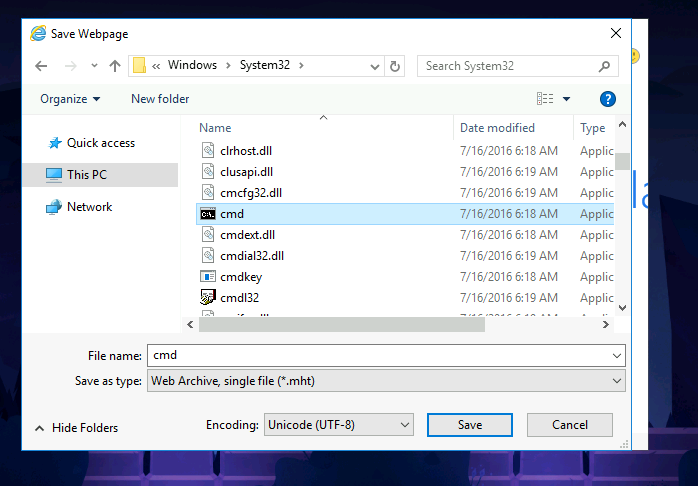 Save Webpage
« Windows › System32 ›
Search System32
Organize
New folder
?
Quick access
This PC
Network
Name Date modified Type
clrhost.dll 7/16/2016 6:18 AM Applic
clusapi.dll 7/16/2016 6:19 AM Applic
cmcfg32.dll 7/16/2016 6:19 AM Applic
cmd 7/16/2016 6:18 AM Applic
cmdext.dll 7/16/2016 6:18 AM Applic
cmdial32.dll 7/16/2016 6:19 AM Applic
cmdkey 7/16/2016 6:18 AM Applic
cmdl32 7/16/2016 6:19 AM Applic
File name: cmd
Save as type: Web Archive, single file (*.mht)
Hide Folders
Encoding: Unicode (UTF-8)
Save
Cancel